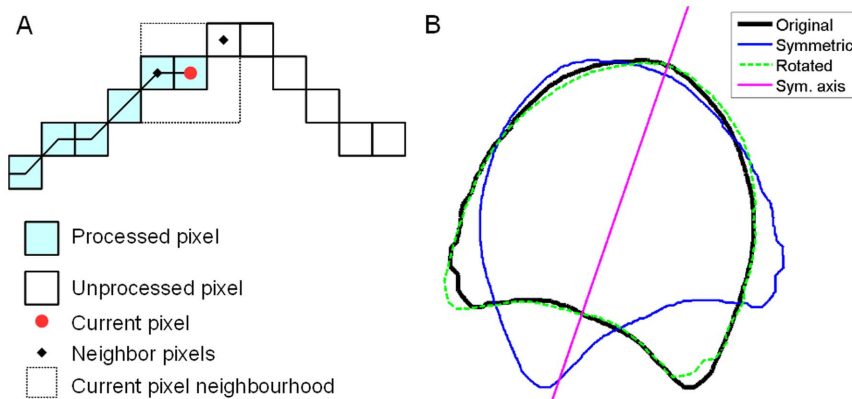 A
Processed pixel
Unprocessed pixel
Current pixel
Neighbor pixels
Current pixel neighbourhood
B
Original
Symmetric
Rotated
Sym. axis